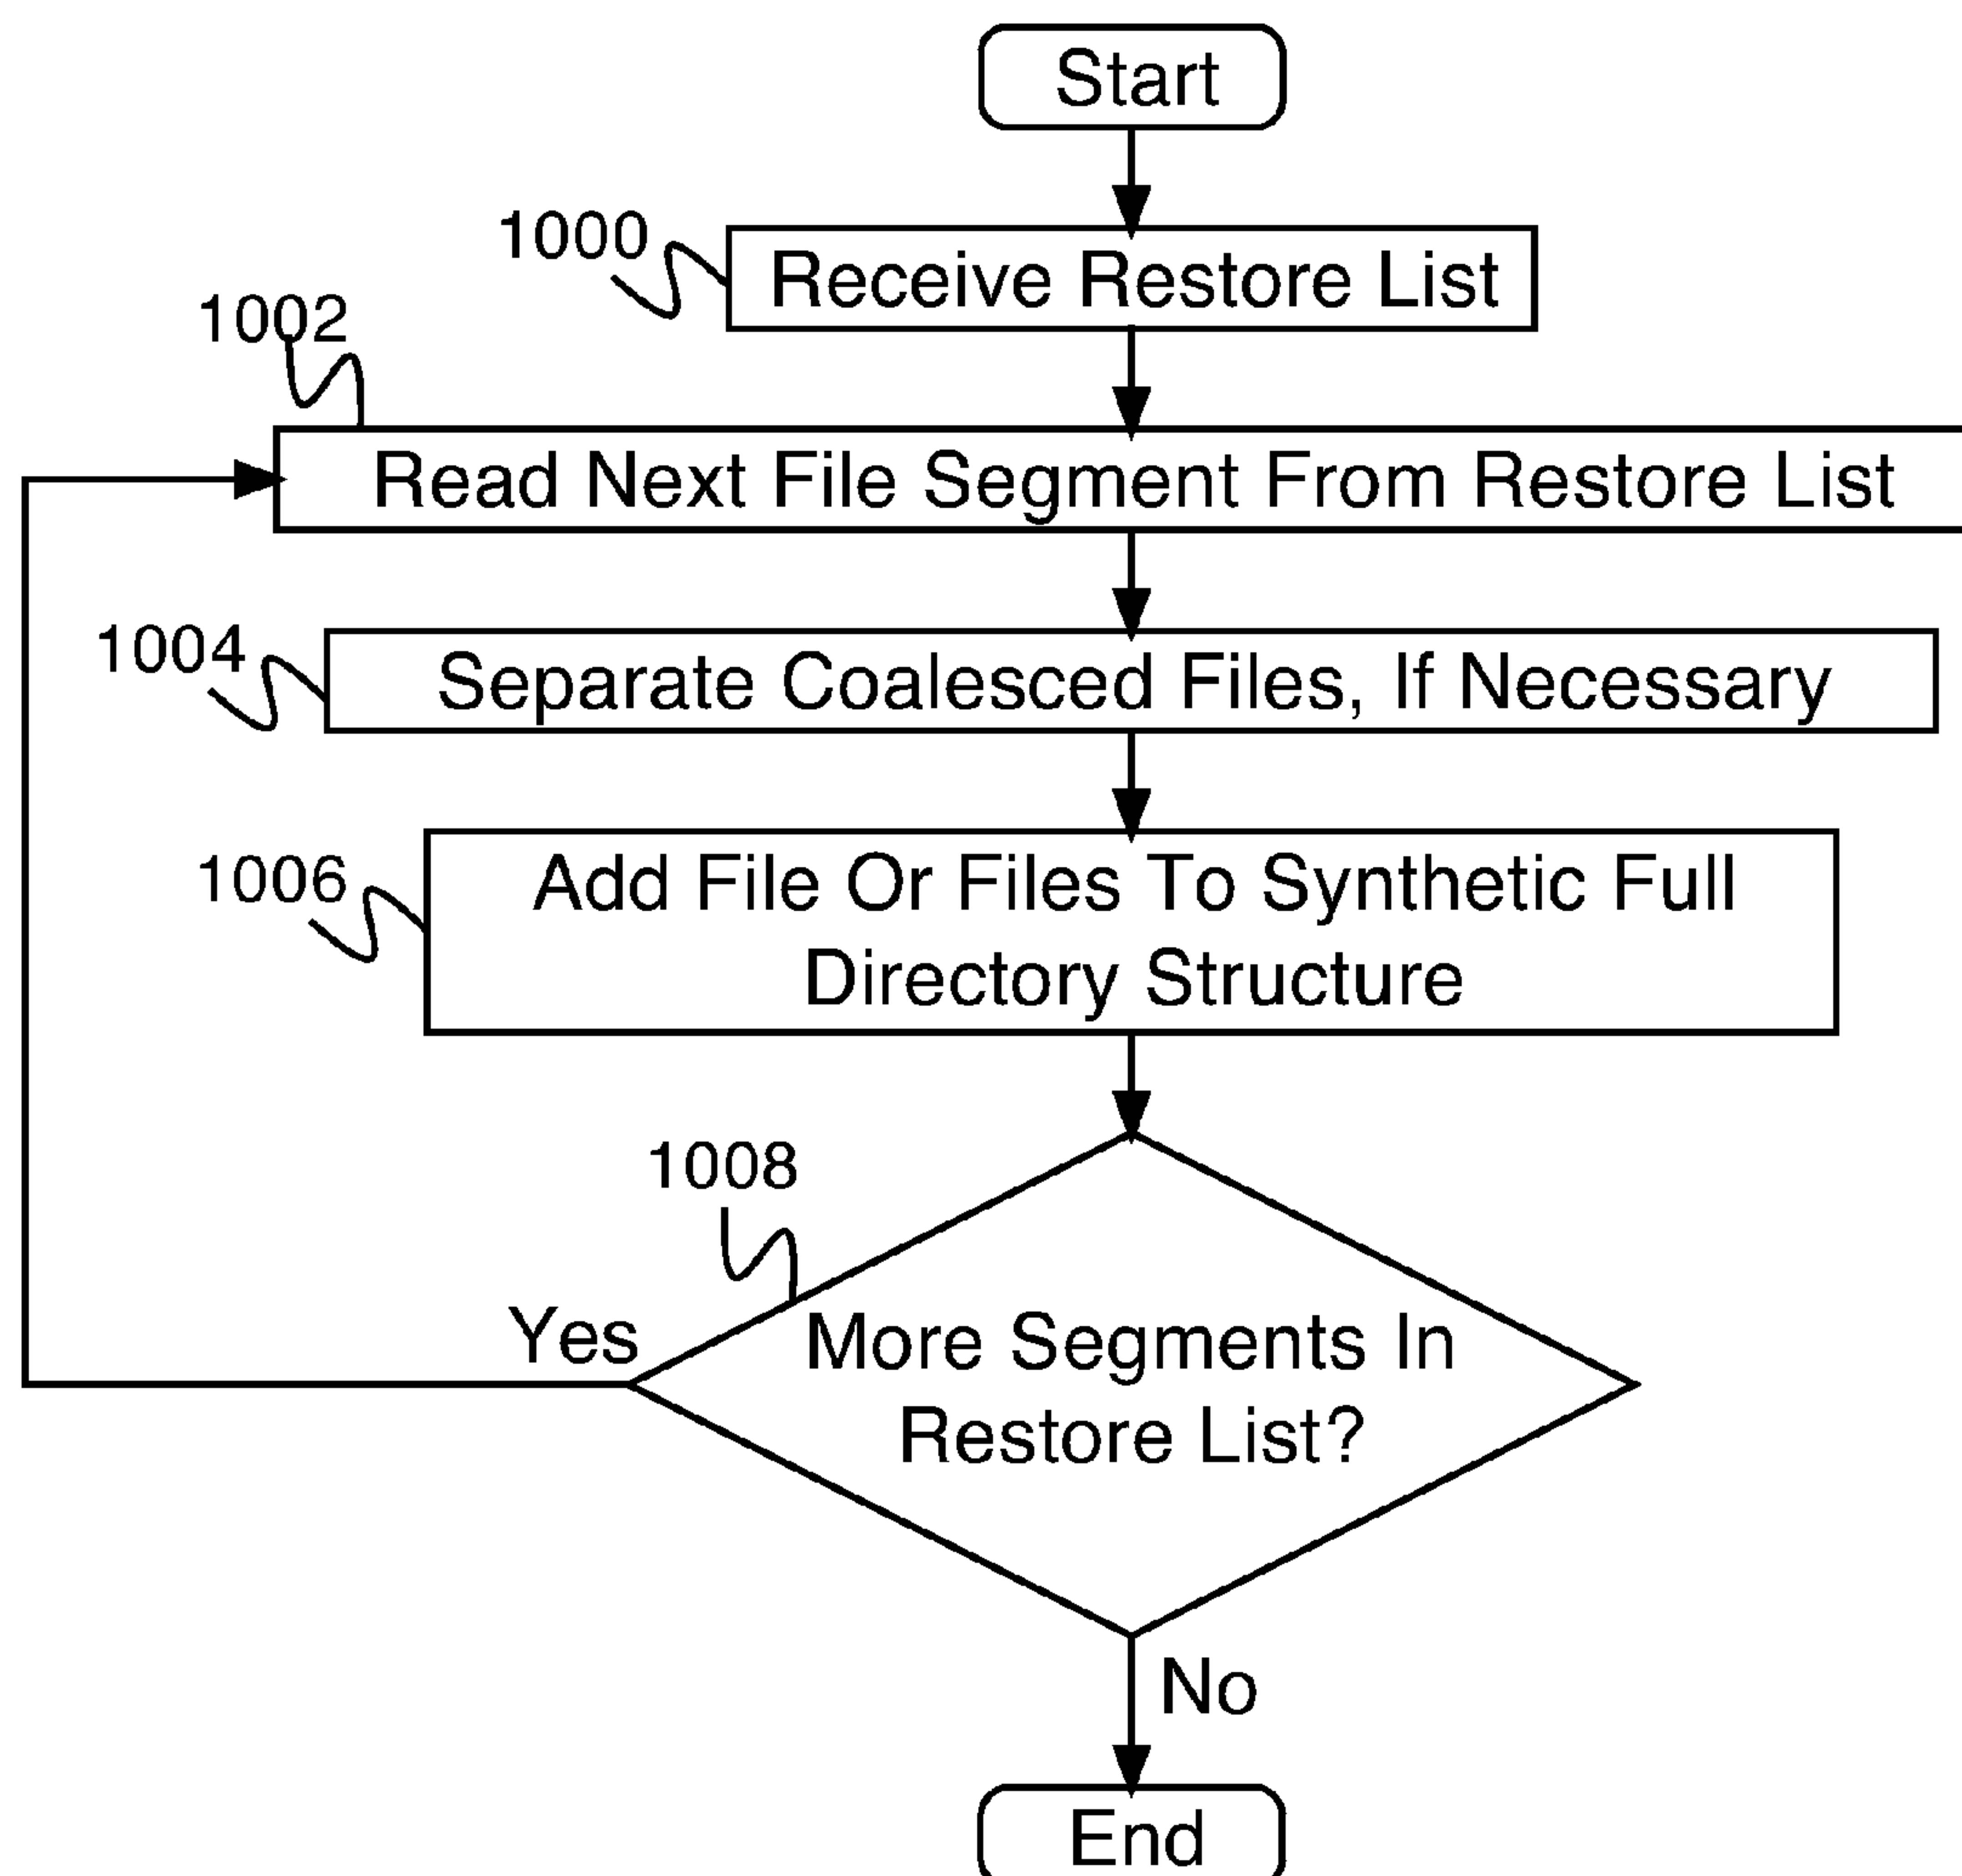 Start
1000
Receive Restore List
1002
Read Next File Segment From Restore List
1004
Separate Coalesced Files, If Necessary
1006
Add File Or Files To Synthetic Full
Directory Structure
1008
Yes
More Segments In
Restore List?
No
End